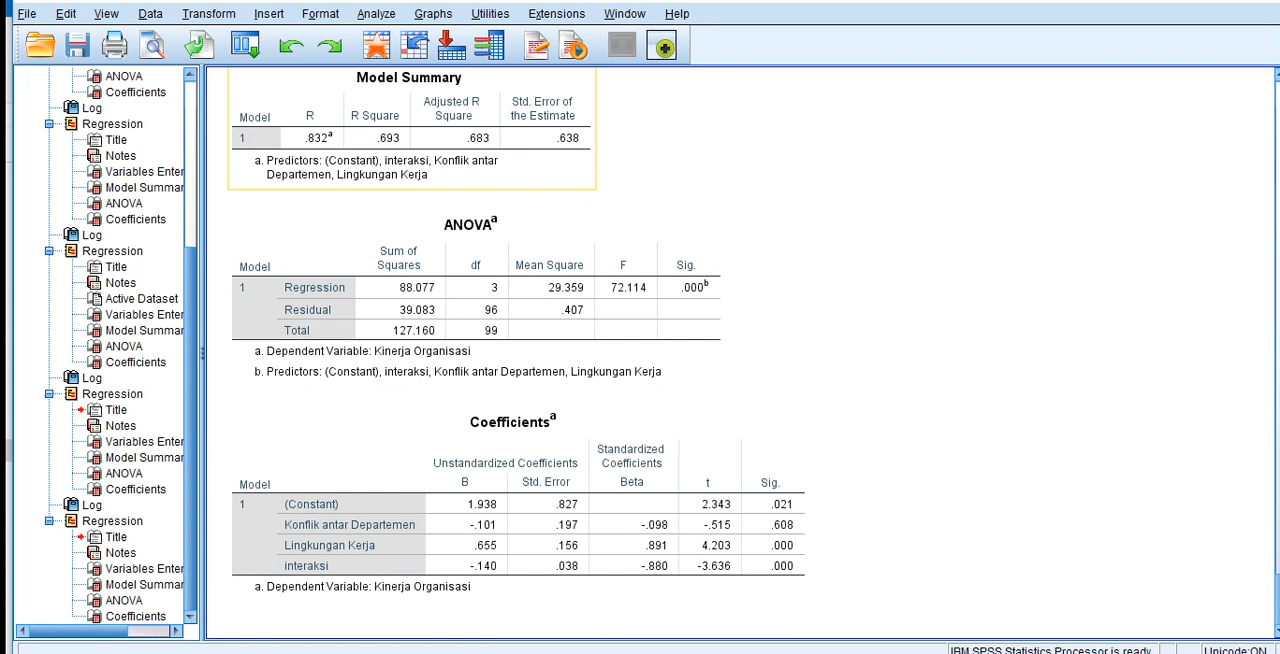 File Edit View Data Transform Insert Format Analyze Graphs Utilities Extensions Window Help
ANOVA
Coefficients
Log
Regression
Title
Notes
Variables Enter
Model Summar
ANOVA
Coefficients
Log
Regression
Title
Notes
Active Dataset
Variables Enter
Model Summar
ANOVA
Coefficients
Log
Regression
Title
Notes
Variables Enter
Model Summar
ANOVA
Coefficients
Log
Regression
Title
Notes
Variables Enter
Model Summar
ANOVA
Coefficients
Model Summary
Model R R Square Adjusted R Square Std. Error of the Estimate
1 .832a .693 .683 .638
a. Predictors: (Constant), interaksi, Konflik antar
Departemen, Lingkungan Kerja
ANOVAa
Model Sum of Squares df Mean Square F Sig.
1 Regression 88.077 3 29.359 72.114 .000b
Residual 39.083 96 .407
Total 127.160 99
a. Dependent Variable: Kinerja Organisasi
b. Predictors: (Constant), interaksi, Konflik antar Departemen, Lingkungan Kerja
Coefficientsa
Unstandardized Coefficients Standardized Coefficients
Model B Std. Error Beta t Sig.
1 (Constant) 1.938 .827 2.343 .021
Konflik antar Departemen -.101 .197 -.098 -.515 .608
Lingkungan Kerja .655 .156 .891 4.203 .000
interaksi -.140 .038 -.880 -3.636 .000
a. Dependent Variable: Kinerja Organisasi
IBM SPSS Statistics Processor is ready Unicode:ON